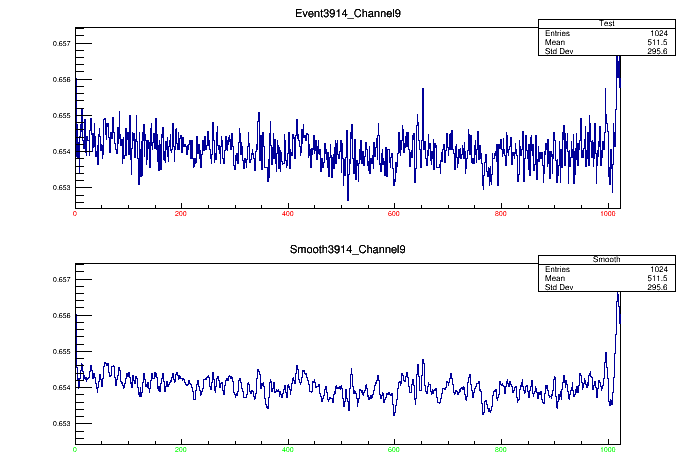 Event3914_Channel9
Test
Entries 1024
Mean 511.5
Std Dev 295.6
0.657
0.656
0.655
0.654
0.653
0 200 400 600 800 1000
Smooth3914_Channel9
Smooth
Entries 1024
Mean 511.5
Std Dev 295.6
0.657
0.656
0.655
0.654
0.653
0 200 400 600 800 1000